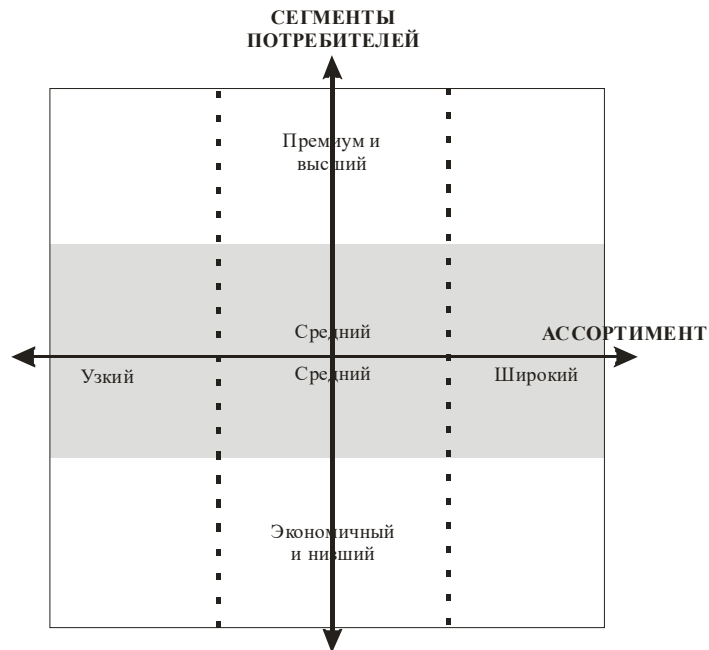 СЕГМЕНТЫ
ПОТРЕБИТЕЛЕЙ
Премиум и
высший
Средний
АССОРТИМЕНТ
Узкий
Средний
Широкий
Экономичный
и низший